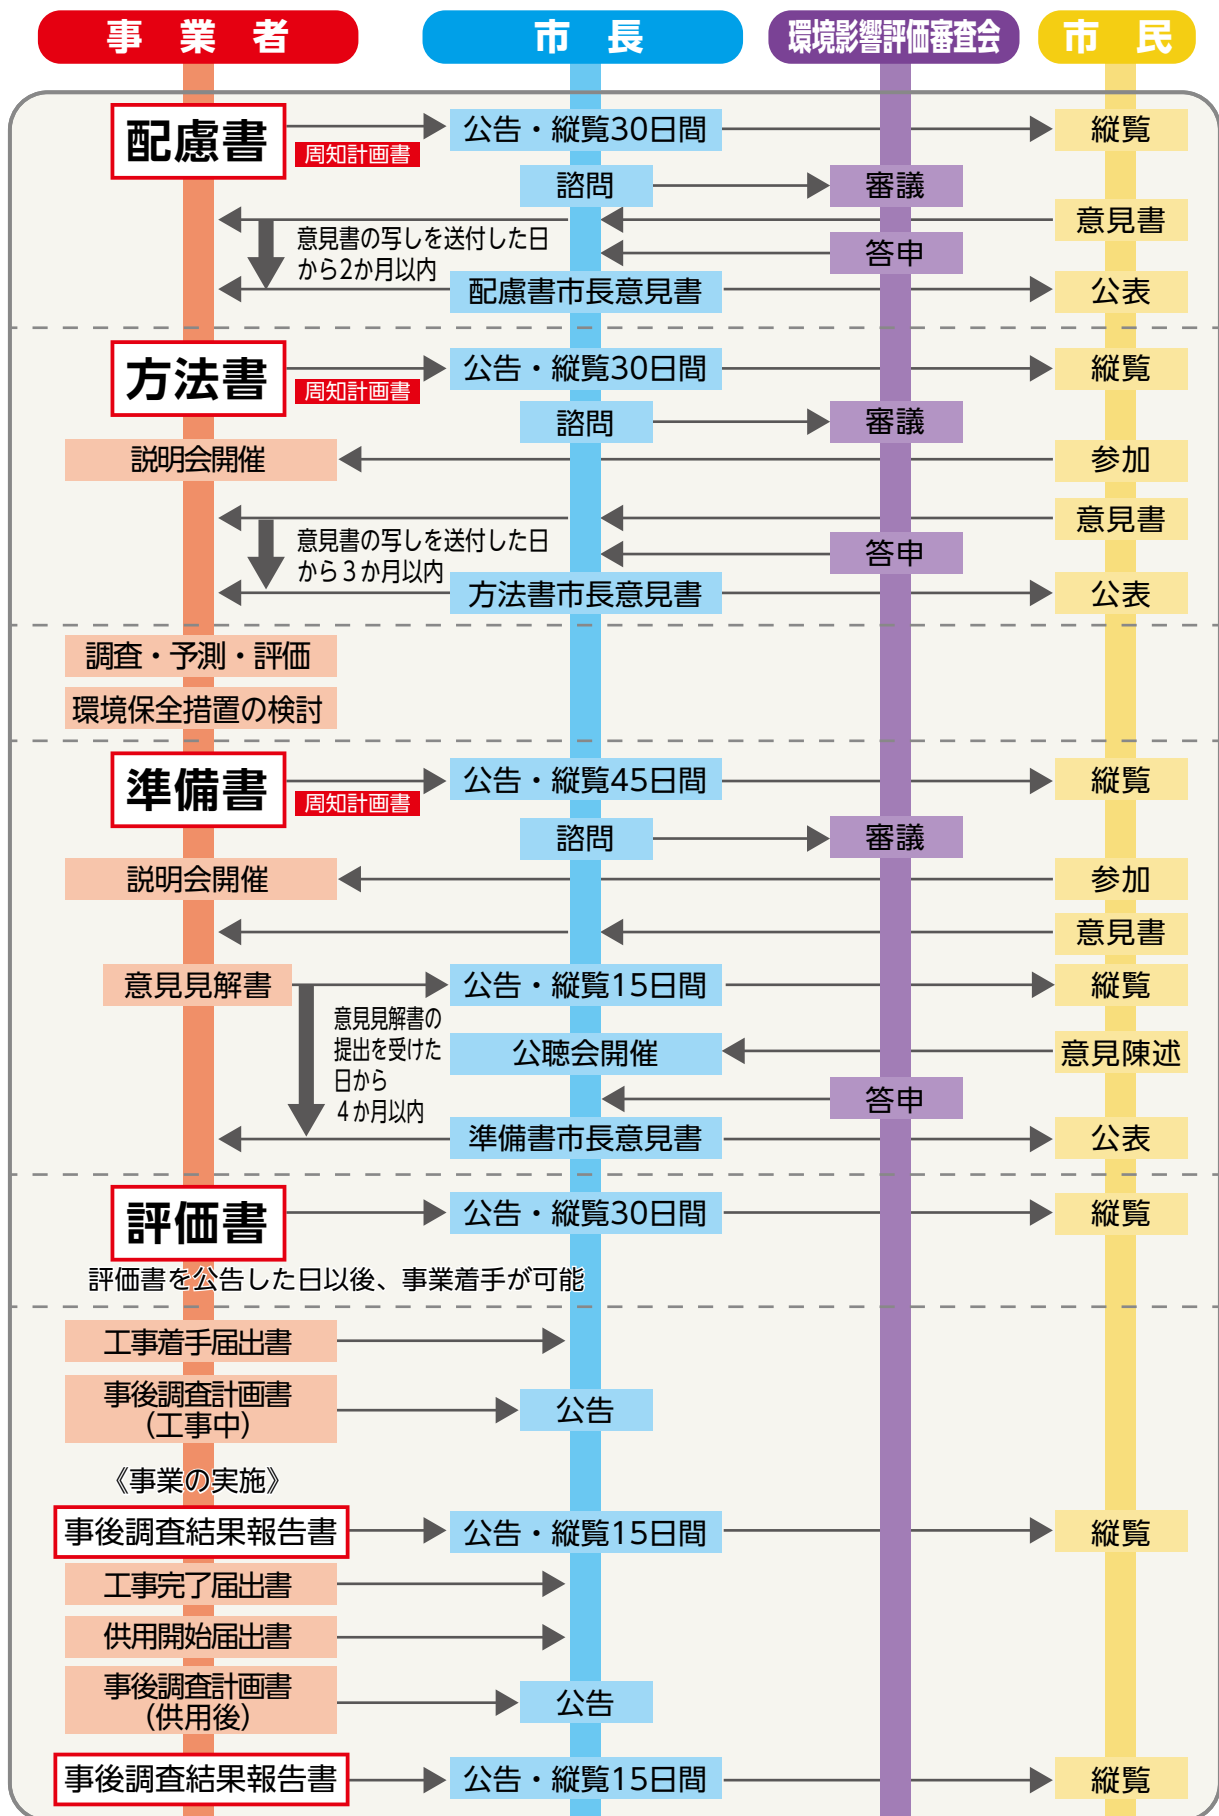 事業者
市長
環境影響評価審査会
市民
配慮書
周知計画書
公告・縦覧30日間
縦覧
諮問
審議
意見書
意見書の写しを送付した日
から2か月以内
答申
配慮書市長意見書
公表
方法書
周知計画書
公告・縦覧30日間
縦覧
諮問
審議
説明会開催
参加
意見書
意見書の写しを送付した日
から3か月以内
答申
方法書市長意見書
公表
調査・予測・評価
環境保全措置の検討
準備書
周知計画書
公告・縦覧45日間
縦覧
諮問
審議
説明会開催
参加
意見書
意見見解書
公告・縦覧15日間
縦覧
意見見解書の
提出を受けた
日から
4か月以内
公聴会開催
意見陳述
答申
準備書市長意見書
公表
評価書
公告・縦覧30日間
縦覧
評価書を公告した日以後、事業着手が可能
工事着手届出書
事後調査計画書
（工事中）
公告
《事業の実施》
事後調査結果報告書
公告・縦覧15日間
縦覧
工事完了届出書
供用開始届出書
事後調査計画書
（供用後）
公告
事後調査結果報告書
公告・縦覧15日間
縦覧